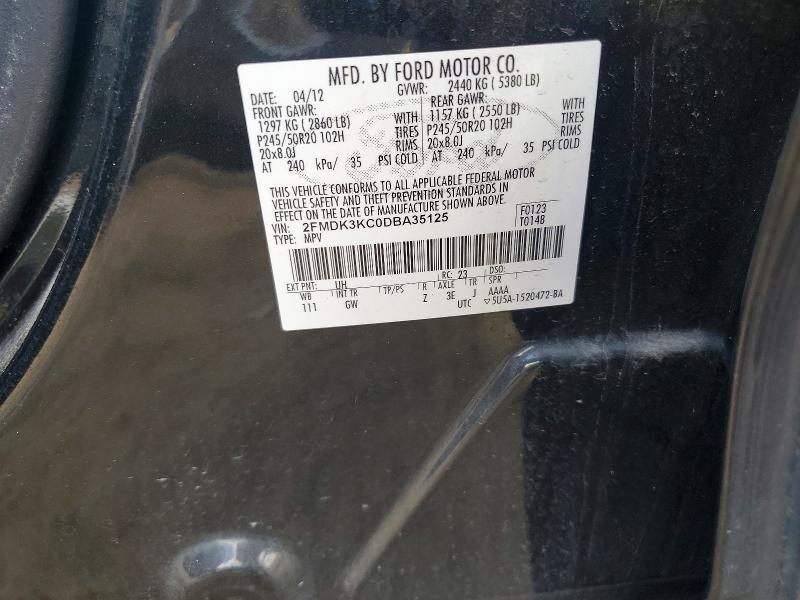 MFD. BY FORD MOTOR CO.
DATE: 04/12 GVWR: 2440 KG ( 5380 LB)
FRONT GAWR: REAR GAWR:
1297 KG ( 2860 LB) WITH 1157 KG ( 2550 LB) WITH
P245/50R20 102H TIRES P245/50R20 102H TIRES
20x8.0J RIMS 20x8.0J RIMS
AT 240 kPa/ 35 PSI COLD AT 240 kPa/ 35 PSI COLD
THIS VEHICLE CONFORMS TO ALL APPLICABLE FEDERAL MOTOR
VEHICLE SAFETY AND THEFT PREVENTION STANDARDS IN
EFFECT ON THE DATE OF MANUFACTURE SHOWN ABOVE.
VIN: 2FMDK3KC0DBA35125 F0123
TYPE: MPV T014B
EXT PNT: UH RC: 23 DSO:
WB INT TR TP/PS R AXLE TR SPR
111 GW Z 3E J AAAA
UTC ▽5U5A-1520472-BA